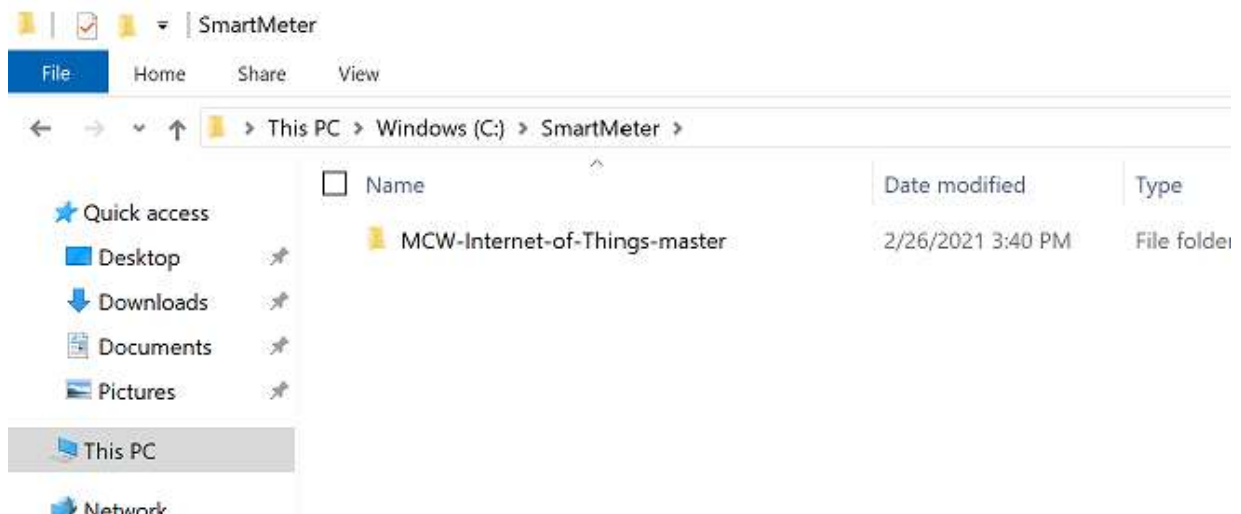 SmartMeter
File Home Share View
This PC > Windows (C:) > SmartMeter >
Name Date modified Type
Quick access
MCW-Internet-of-Things-master 2/26/2021 3:40 PM File folder
Desktop
Downloads
Documents
Pictures
This PC
Network